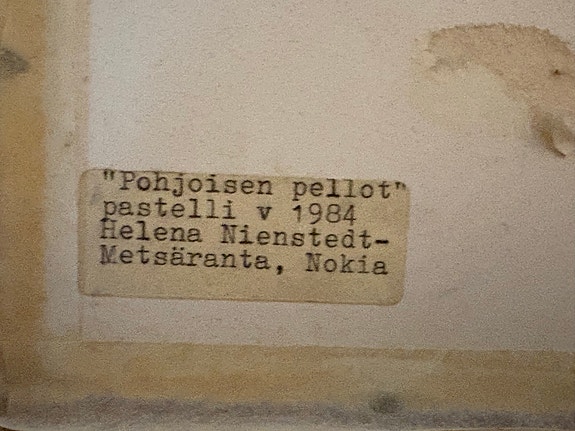 "Pohjoisen pellot"
pastelli v 1984
Helena Nienstedt-
Metsäranta, Nokia